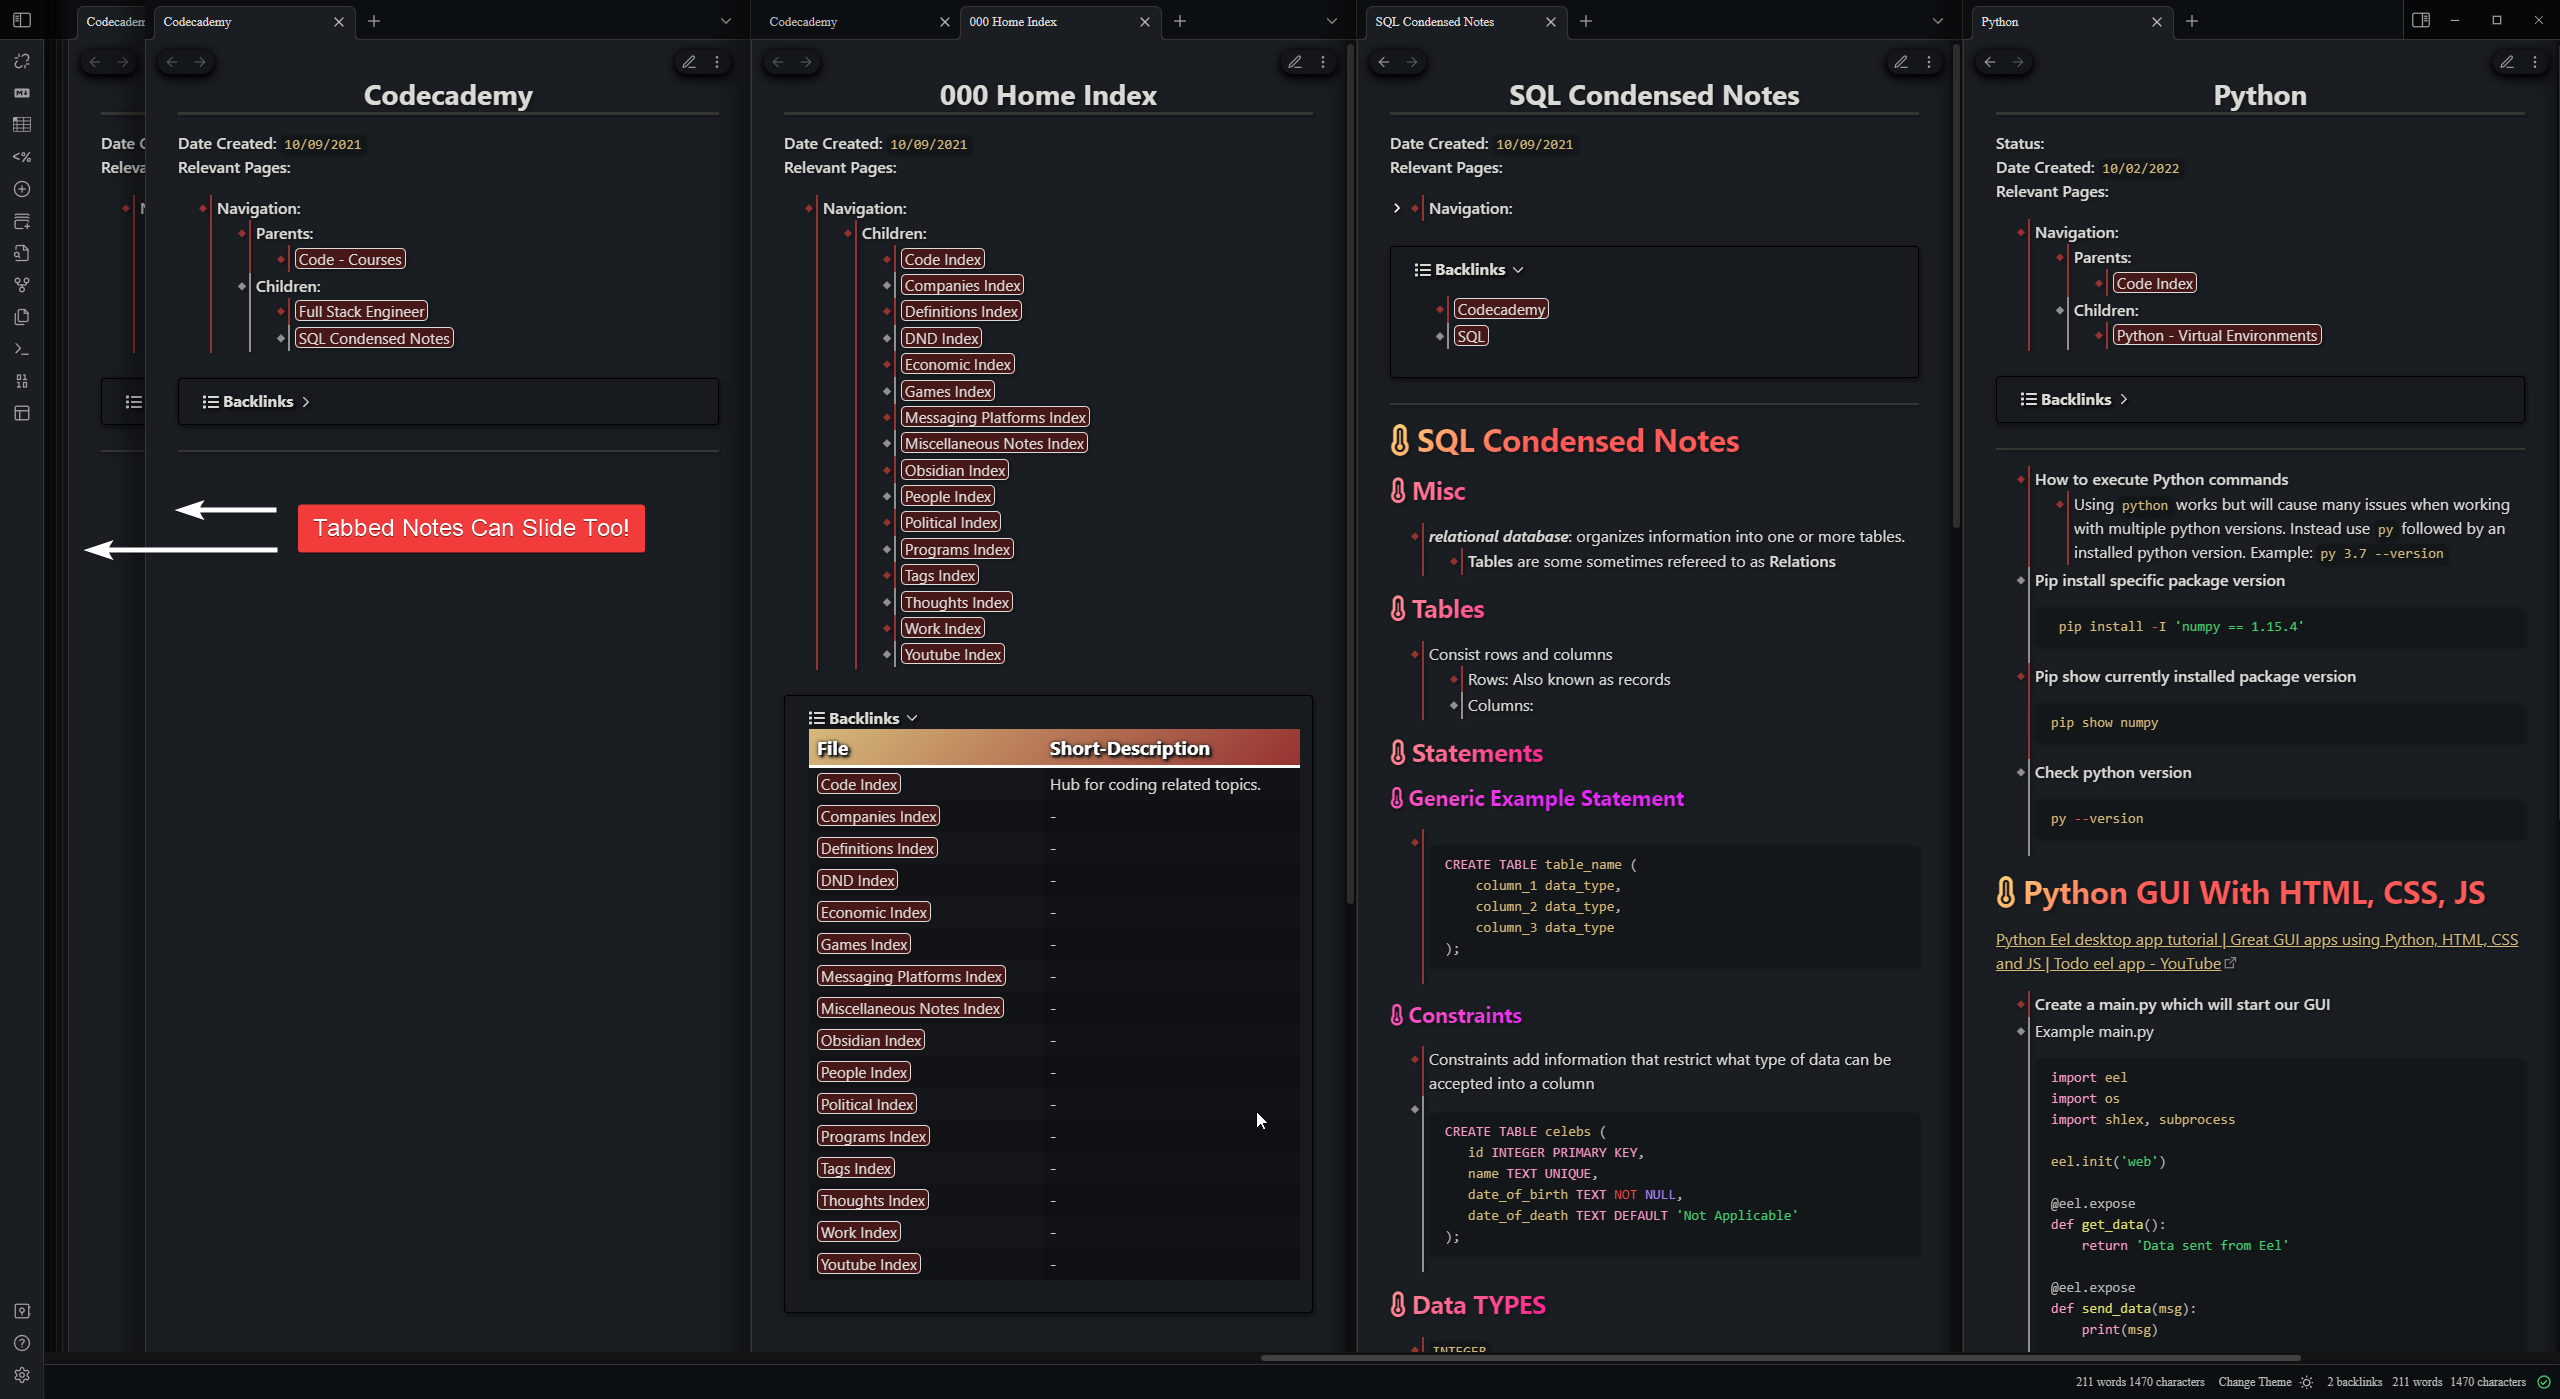 Codecadem
Codecademy
Codecademy
000 Home Index
SQL Condensed Notes
Python
Date C
Releva
N
Codecademy
Date Created: 10/09/2021
Relevant Pages:
Navigation:
Parents:
Code - Courses
Children:
Full Stack Engineer
SQL Condensed Notes
Backlinks
Tabbed Notes Can Slide Too!
000 Home Index
Date Created: 10/09/2021
Relevant Pages:
Navigation:
Children:
Code Index
Companies Index
Definitions Index
DND Index
Economic Index
Games Index
Messaging Platforms Index
Miscellaneous Notes Index
Obsidian Index
People Index
Political Index
Programs Index
Tags Index
Thoughts Index
Work Index
Youtube Index
Backlinks
File Short-Description
Code Index Hub for coding related topics.
Companies Index -
Definitions Index -
DND Index -
Economic Index -
Games Index -
Messaging Platforms Index -
Miscellaneous Notes Index -
Obsidian Index -
People Index -
Political Index -
Programs Index -
Tags Index -
Thoughts Index -
Work Index -
Youtube Index -
SQL Condensed Notes
Date Created: 10/09/2021
Relevant Pages:
Navigation:
Backlinks
Codecademy
SQL
SQL Condensed Notes
Misc
relational database: organizes information into one or more tables.
Tables are some sometimes refereed to as Relations
Tables
Consist rows and columns
Rows: Also known as records
Columns:
Statements
Generic Example Statement
CREATE TABLE table_name (
column_1 data_type,
column_2 data_type,
column_3 data_type
);
Constraints
Constraints add information that restrict what type of data can be
accepted into a column
CREATE TABLE celebs (
id INTEGER PRIMARY KEY,
name TEXT UNIQUE,
date_of_birth TEXT NOT NULL,
date_of_death TEXT DEFAULT 'Not Applicable'
);
Data TYPES
INTEGER
Python
Status:
Date Created: 10/02/2022
Relevant Pages:
Navigation:
Parents:
Code Index
Children:
Python - Virtual Environments
Backlinks
How to execute Python commands
Using python works but will cause many issues when working
with multiple python versions. Instead use py followed by an
installed python version. Example: py 3.7 --version
Pip install specific package version
pip install -I 'numpy == 1.15.4'
Pip show currently installed package version
pip show numpy
Check python version
py --version
Python GUI With HTML, CSS, JS
Python Eel desktop app tutorial | Great GUI apps using Python, HTML, CSS
and JS | Todo eel app - YouTube
Create a main.py which will start our GUI
Example main.py
import eel
import os
import shlex, subprocess
eel.init('web')
@eel.expose
def get_data():
return 'Data sent from Eel'
@eel.expose
def send_data(msg):
print(msg)
211 words 1470 characters Change Theme 2 backlinks 211 words 1470 characters